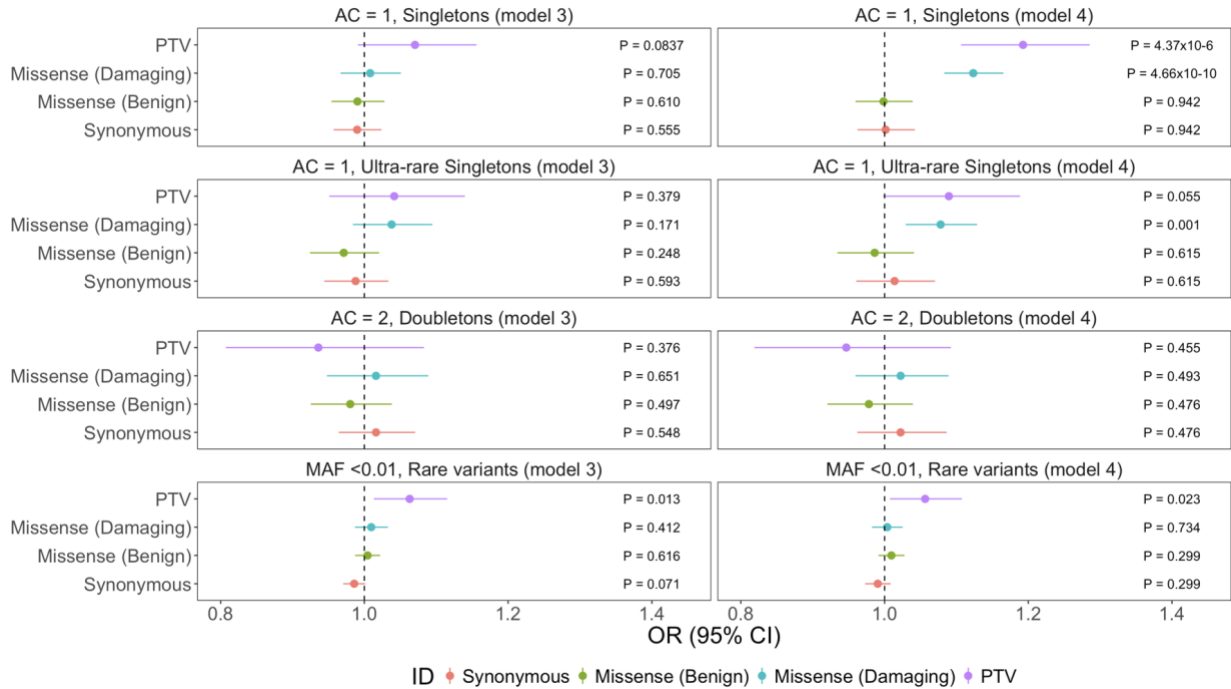 AC = 1, Singletons (model 3)
AC = 1, Singletons (model 4)
PTV
P = 0.0837
P = 4.37x10-6
Missense (Damaging)
P = 0.705
P = 4.66x10-10
Missense (Benign)
P = 0.610
P = 0.942
Synonymous
P = 0.555
P = 0.942
AC = 1, Ultra-rare Singletons (model 3)
AC = 1, Ultra-rare Singletons (model 4)
PTV
P = 0.379
P = 0.055
Missense (Damaging)
P = 0.171
P = 0.001
Missense (Benign)
P = 0.248
P = 0.615
Synonymous
P = 0.593
P = 0.615
AC = 2, Doubletons (model 3)
AC = 2, Doubletons (model 4)
PTV
P = 0.376
P = 0.455
Missense (Damaging)
P = 0.651
P = 0.493
Missense (Benign)
P = 0.497
P = 0.476
Synonymous
P = 0.548
P = 0.476
MAF <0.01, Rare variants (model 3)
MAF <0.01, Rare variants (model 4)
PTV
P = 0.013
P = 0.023
Missense (Damaging)
P = 0.412
P = 0.734
Missense (Benign)
P = 0.616
P = 0.299
Synonymous
P = 0.071
P = 0.299
0.8 1.0 1.2 1.4
0.8 1.0 1.2 1.4
OR (95% CI)
ID Synonymous Missense (Benign) Missense (Damaging) PTV